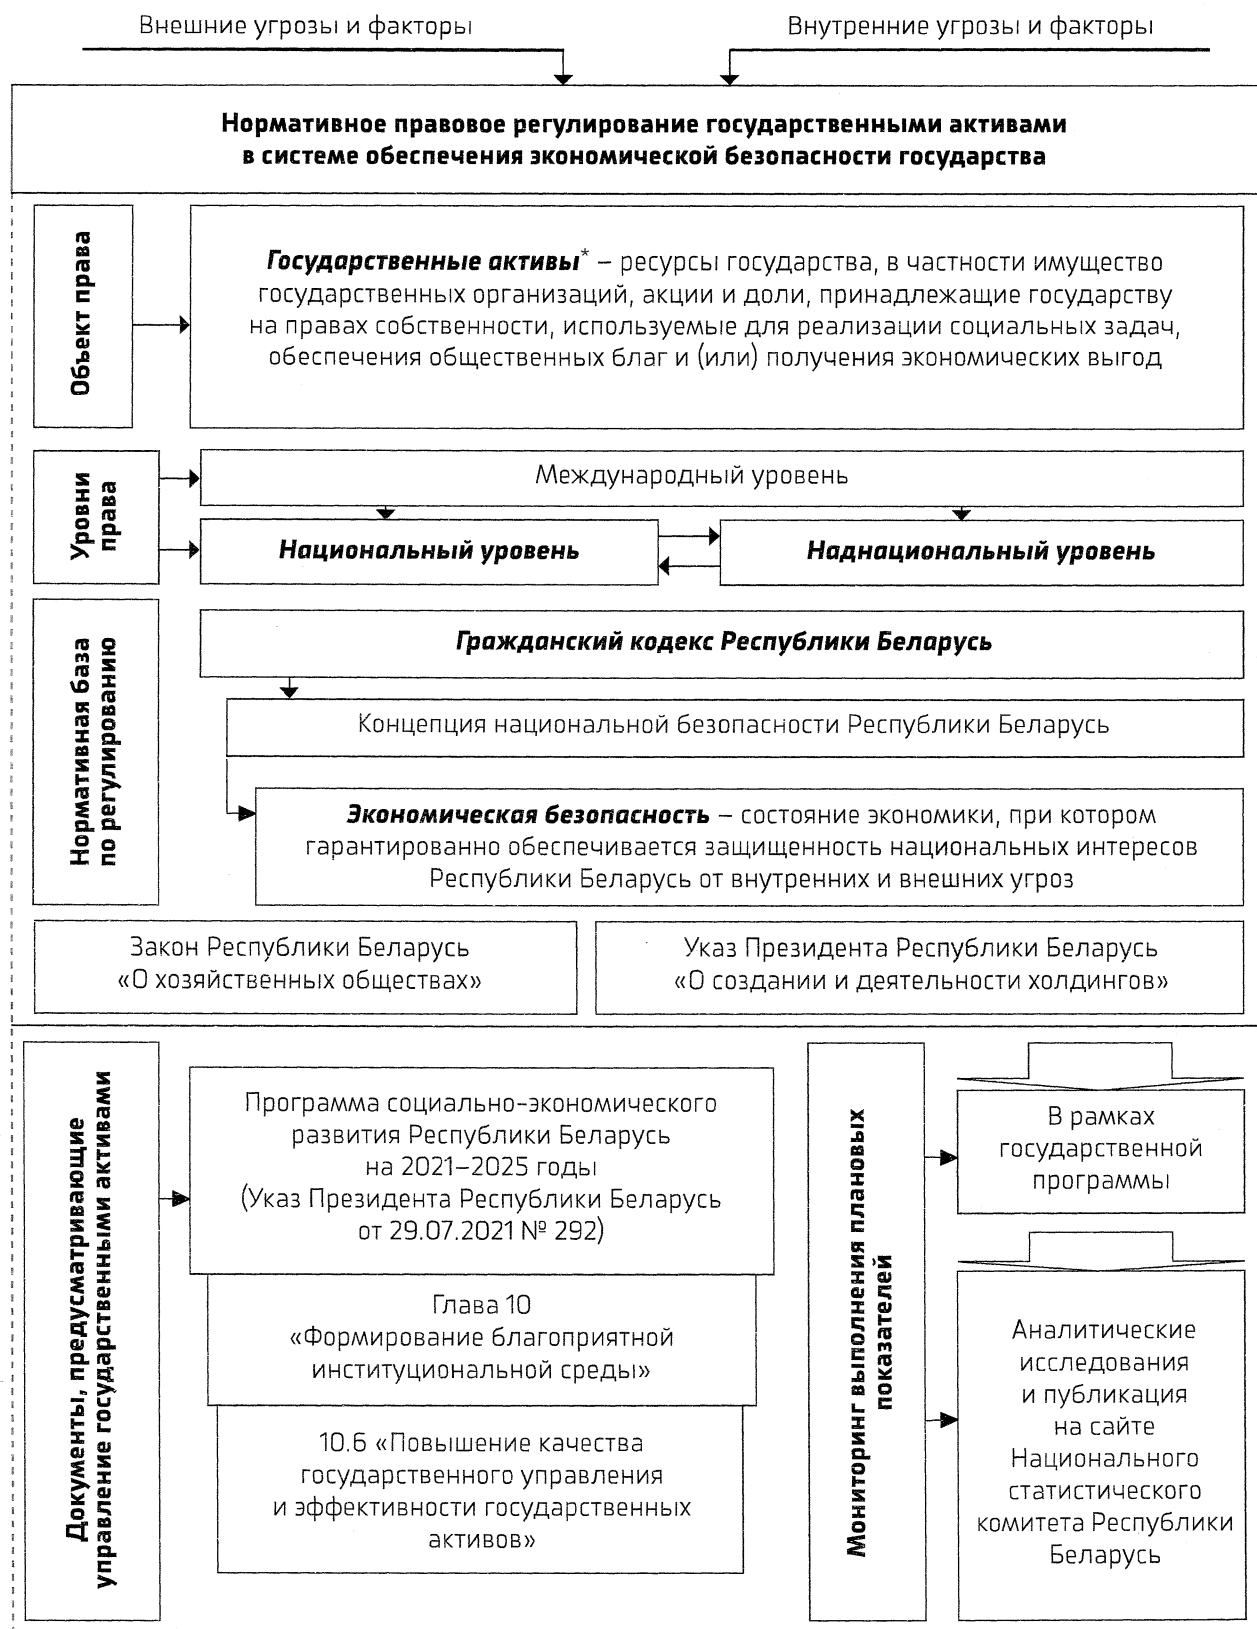 Внешние угрозы и факторы
Внутренние угрозы и факторы
Нормативное правовое регулирование государственными активами
в системе обеспечения экономической безопасности государства
Объект права
Государственные активы* – ресурсы государства, в частности имущество
государственных организаций, акции и доли, принадлежащие государству
на правах собственности, используемые для реализации социальных задач,
обеспечения общественных благ и (или) получения экономических выгод
Уровни
права
Международный уровень
Национальный уровень
Наднациональный уровень
Нормативная база
по регулированию
Гражданский кодекс Республики Беларусь
Концепция национальной безопасности Республики Беларусь
Экономическая безопасность – состояние экономики, при котором
гарантированно обеспечивается защищенность национальных интересов
Республики Беларусь от внутренних и внешних угроз
Закон Республики Беларусь
«О хозяйственных обществах»
Указ Президента Республики Беларусь
«О создании и деятельности холдингов»
Документы, предусматривающие
управление государственными активами
Программа социально-экономического
развития Республики Беларусь
на 2021–2025 годы
(Указ Президента Республики Беларусь
от 29.07.2021 № 292)
Глава 10
«Формирование благоприятной
институциональной среды»
10.6 «Повышение качества
государственного управления
и эффективности государственных
активов»
Мониторинг выполнения плановых
показателей
В рамках
государственной
программы
Аналитические
исследования
и публикация
на сайте
Национального
статистического
комитета Республики
Беларусь